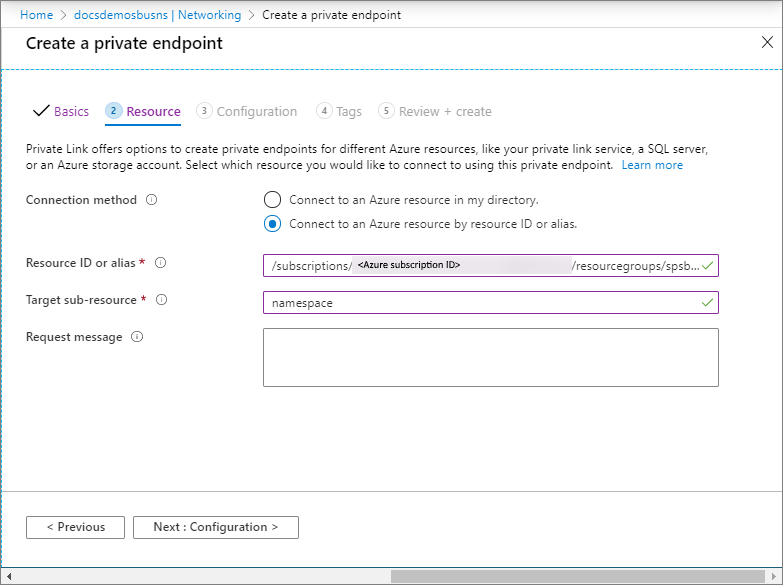 Home > docsdemosbusns | Networking > Create a private endpoint
Create a private endpoint
Basics 2 Resource 3 Configuration 4 Tags 5 Review + create
Private Link offers options to create private endpoints for different Azure resources, like your private link service, a SQL server,
or an Azure storage account. Select which resource you would like to connect to using this private endpoint. Learn more
Connection method
Connect to an Azure resource in my directory.
Connect to an Azure resource by resource ID or alias.
Resource ID or alias *
/subscriptions/ <Azure subscription ID> /resourcegroups/spsb...
Target sub-resource *
namespace
Request message
< Previous
Next : Configuration >